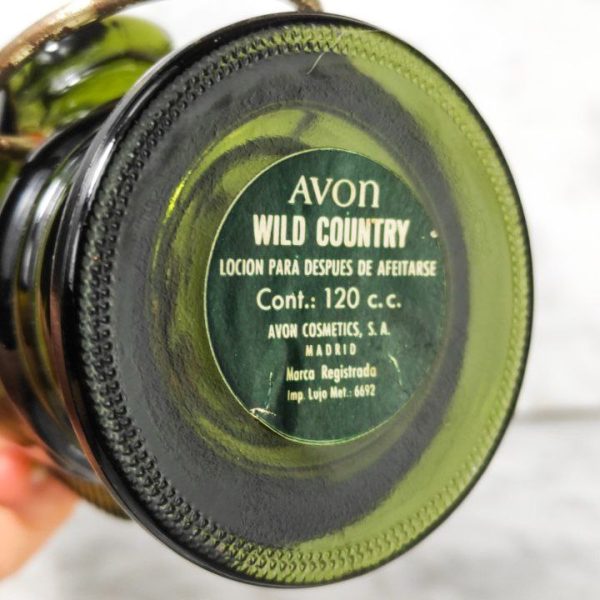 AVON
WILD COUNTRY
LOCION PARA DESPUES DE AFEITARSE
Cont.: 120 c.c.
AVON COSMETICS, S.A.
MADRID
Marca Registrada
Imp. Lujo Met.: 6692